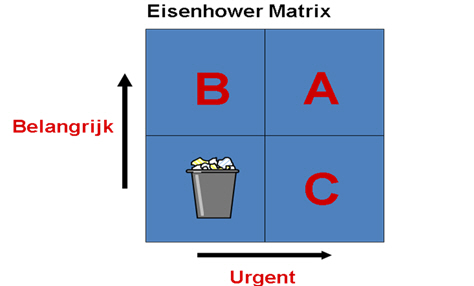 Eisenhower Matrix
B A
Belangrijk
C
Urgent